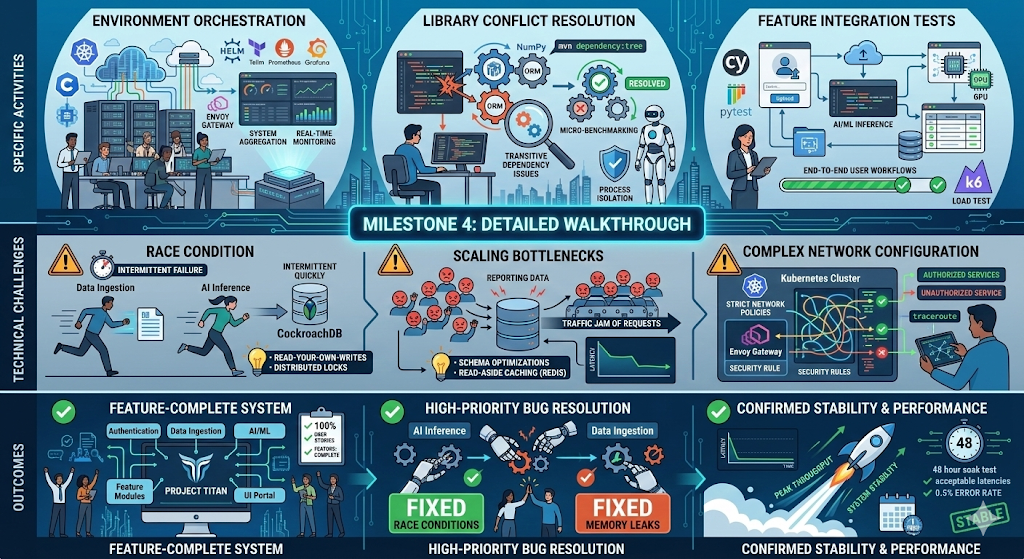 SPECIFIC ACTIVITIES
ENVIRONMENT ORCHESTRATION
HELM
Tellm
Prometheus
Grafana
ENVOY
GATEWAY
SYSTEM
AGGREGATION
REAL-TIME
MONITORING
LIBRARY CONFLICT RESOLUTION
NumPy
mvn dependency:tree
ORM
ORM
RESOLVED
MICRO-BENCHMARKING
TRANSITIVE
DEPENDENCY
ISSUES
PROCESS
ISOLATION
FEATURE INTEGRATION TESTS
cy
pytest
Upload
AI/ML INFERENCE
GPU
END-TO-END USER WORKFLOWS
k6
LOAD TEST
MILESTONE 4: DETAILED WALKTHROUGH
TECHNICAL CHALLENGES
RACE CONDITION
INTERMITTENT FAILURE
Data Ingestion
AI Inference
INTERMITTENT
QUICKLY
CockroachDB
- READ-YOUR-OWN-WRITES
- DISTRIBUTED LOCKS
SCALING BOTTLENECKS
REPORTING DATA
TRAFFIC JAM OF REQUESTS
LATENCY
- SCHEMA OPTIMIZATIONS
- READ-ASIDE CACHING (REDIS)
COMPLEX NETWORK CONFIGURATION
Kubernetes Cluster
STRICT NETWORK
POLICIES
Envoy Gateway
SECURITY RULE
SECURITY RULES
AUTHORIZED SERVICES
UNAUTHORIZED SERVICE
traceroute
OUTCOMES
FEATURE-COMPLETE SYSTEM
Authentication
Data Ingestion
AI/ML
Feature
Modules
PROJECT TITAN
UI Portal
100%
STORIES
COMPLETE
FEATURE-COMPLETE SYSTEM
HIGH-PRIORITY BUG RESOLUTION
AI Inference
Data Ingestion
FIXED
RACE CONDITIONS
FIXED
MEMORY LEAKS
HIGH-PRIORITY BUG RESOLUTION
CONFIRMED STABILITY & PERFORMANCE
LATENCY
PEAK THROUGHPUT
SYSTEM STABILITY
48
48 hour soak test
• acceptable latencies
• 0.5% ERROR RATE
STABLE
CONFIRMED STABILITY & PERFORMANCE